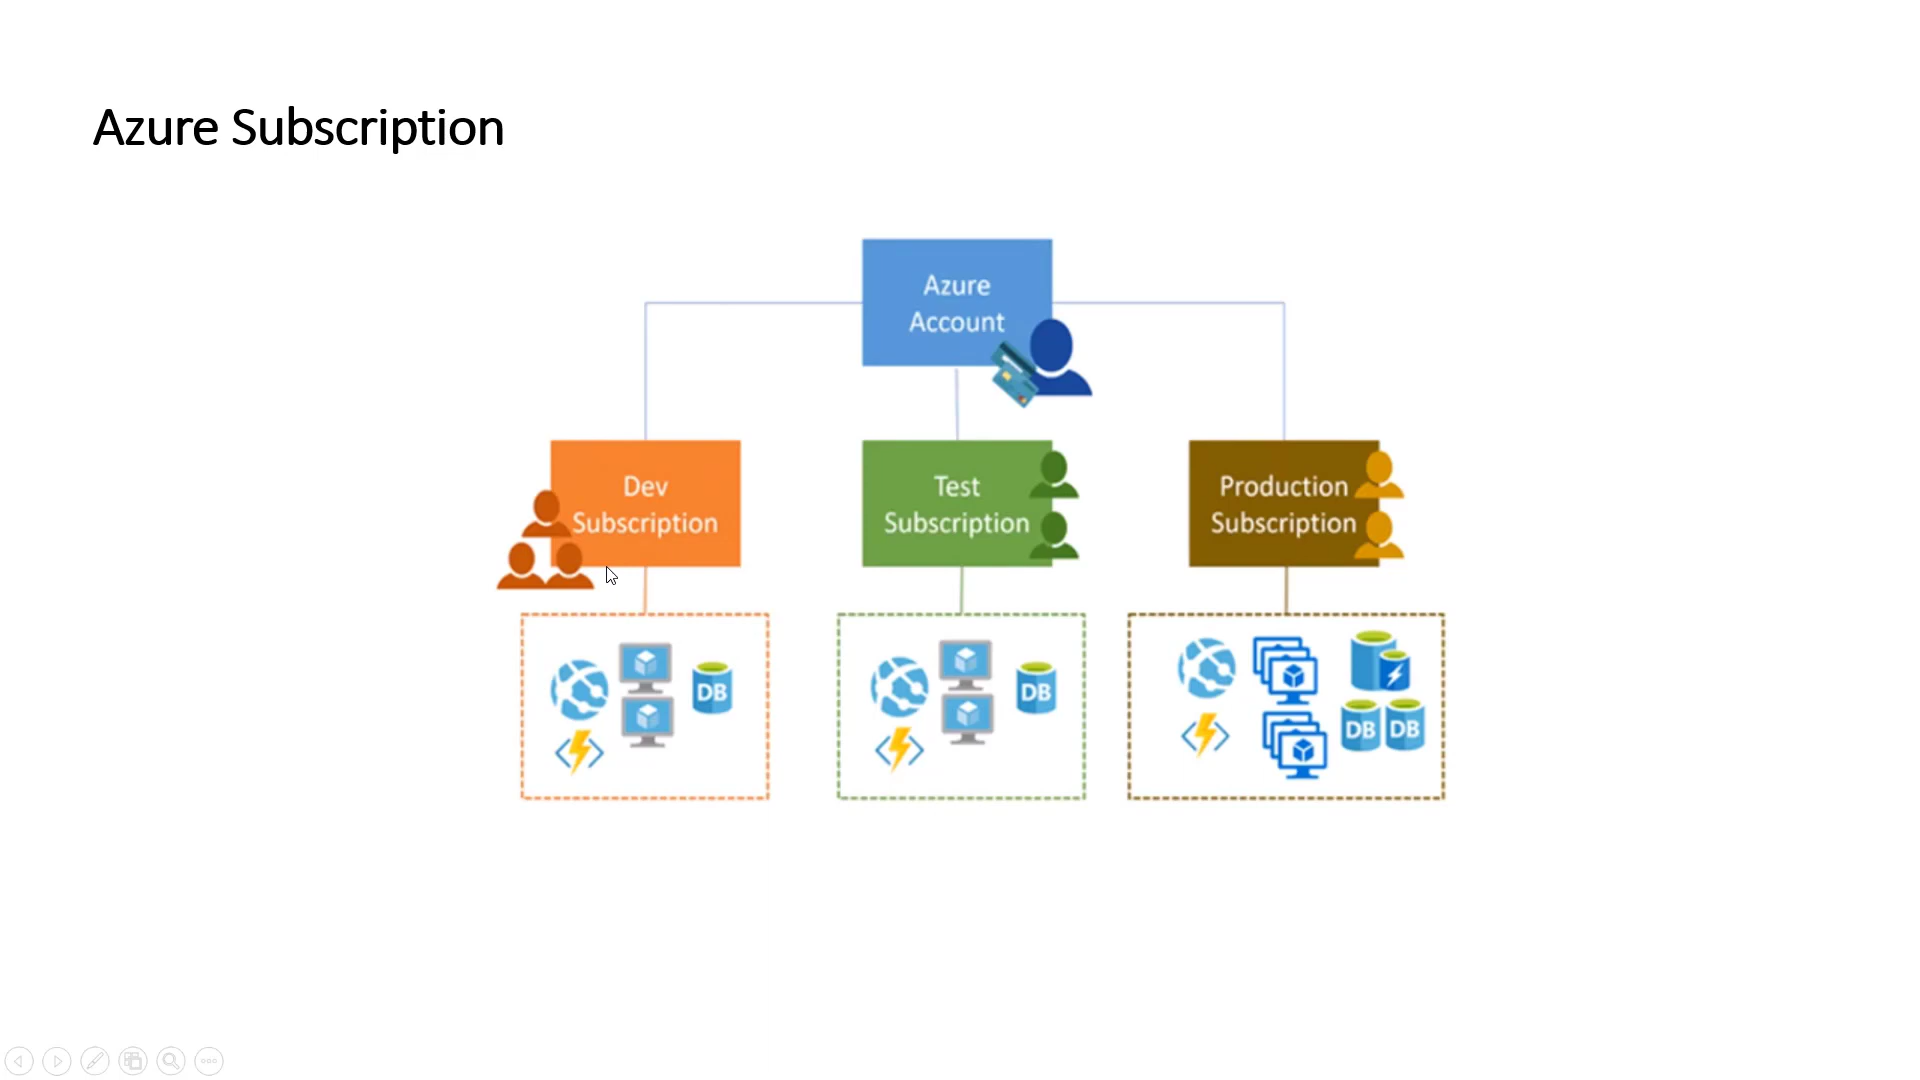 Azure Subscription
Azure
Account
Dev
Subscription
Test
Subscription
Production
Subscription
DB
DB
DB
DB